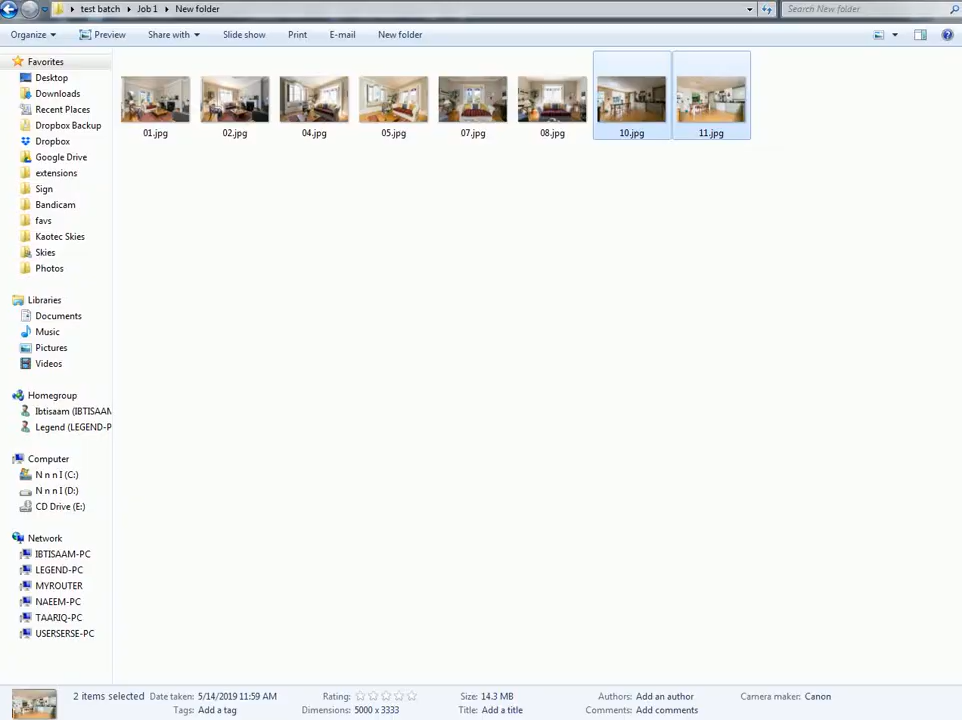 test batch Job 1 New folder
Search New folder
Organize Preview Share with Slide show Print E-mail New folder
Favorites
Desktop
Downloads
Recent Places
Dropbox Backup
Dropbox
Google Drive
extensions
Sign
Bandicam
favs
Kaotec Skies
Skies
Photos
Libraries
Documents
Music
Pictures
Videos
Homegroup
Ibtisaam (IBTISAAM
Legend (LEGEND-P
Computer
N n n I (C:)
N n n I (D:)
CD Drive (E:)
Network
IBTISAAM-PC
LEGEND-PC
MYROUTER
NAEEM-PC
TAARIQ-PC
USERSERSE-PC
01.jpg 02.jpg 04.jpg 05.jpg 07.jpg 08.jpg 10.jpg 11.jpg
2 items selected Date taken: 5/14/2019 11:59 AM Rating: Size: 14.3 MB Authors: Add an author Camera maker: Canon
Tags: Add a tag Dimensions: 5000 x 3333 Title: Add a title Comments: Add comments